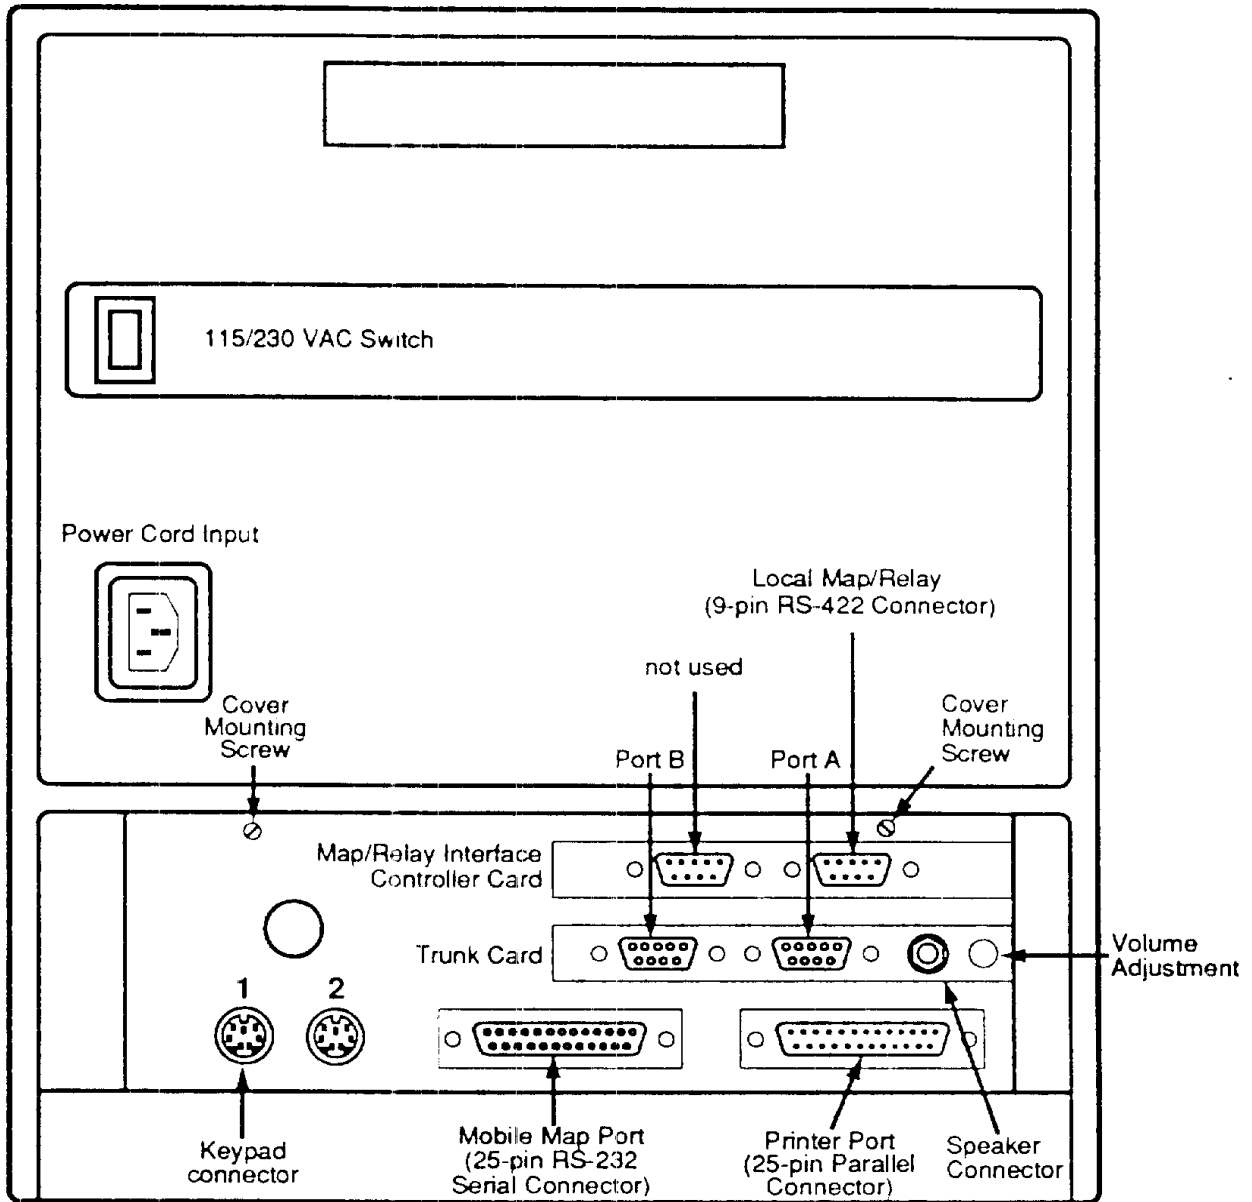 115/230 VAC Switch
Power Cord Input
Local Map/Relay
(9-pin RS-422 Connector)
not used
Cover
Mounting
Screw
Cover
Mounting
Screw
Port B
Port A
Map/Relay Interface
Controller Card
Trunk Card
Volume
Adjustment
1
2
Keypad
connector
Mobile Map Port
(25-pin RS-232
Serial Connector)
Printer Port
(25-pin Parallel
Connector)
Speaker
Connector